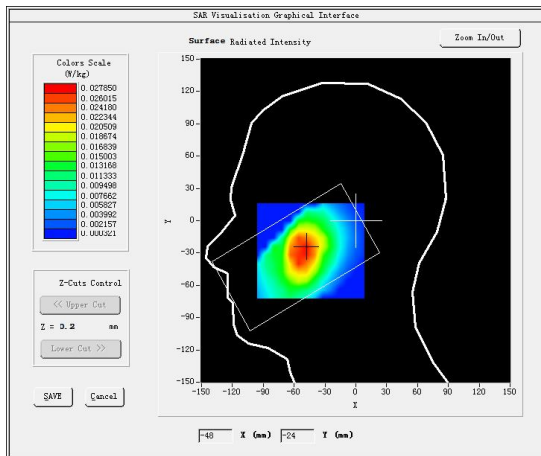 SAR Visualisation Graphical Interface
Surface Radiated Intensity
Zoom In/Out
Colors Scale
(W/kg)
0.027850
0.026015
0.024180
0.022344
0.020509
0.018674
0.016839
0.015003
0.013168
0.011333
0.009498
0.007662
0.005827
0.003992
0.002157
0.000321
Z-Cuts Control
<< Upper Cut
Z = 3.2 mm
Lower Cut >>
SAVE
Cancel
150-
120-
90-
60-
30-
0-
-30-
-60-
-90-
-120-
-150-
Y
-150 -120 -90 -60 -30 0 30 60 90 120 150
X
-48 X (mm) -24 Y (mm)